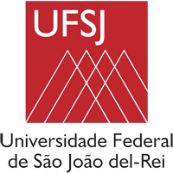 UFSJ
Universidade Federal
de São João del-Rei